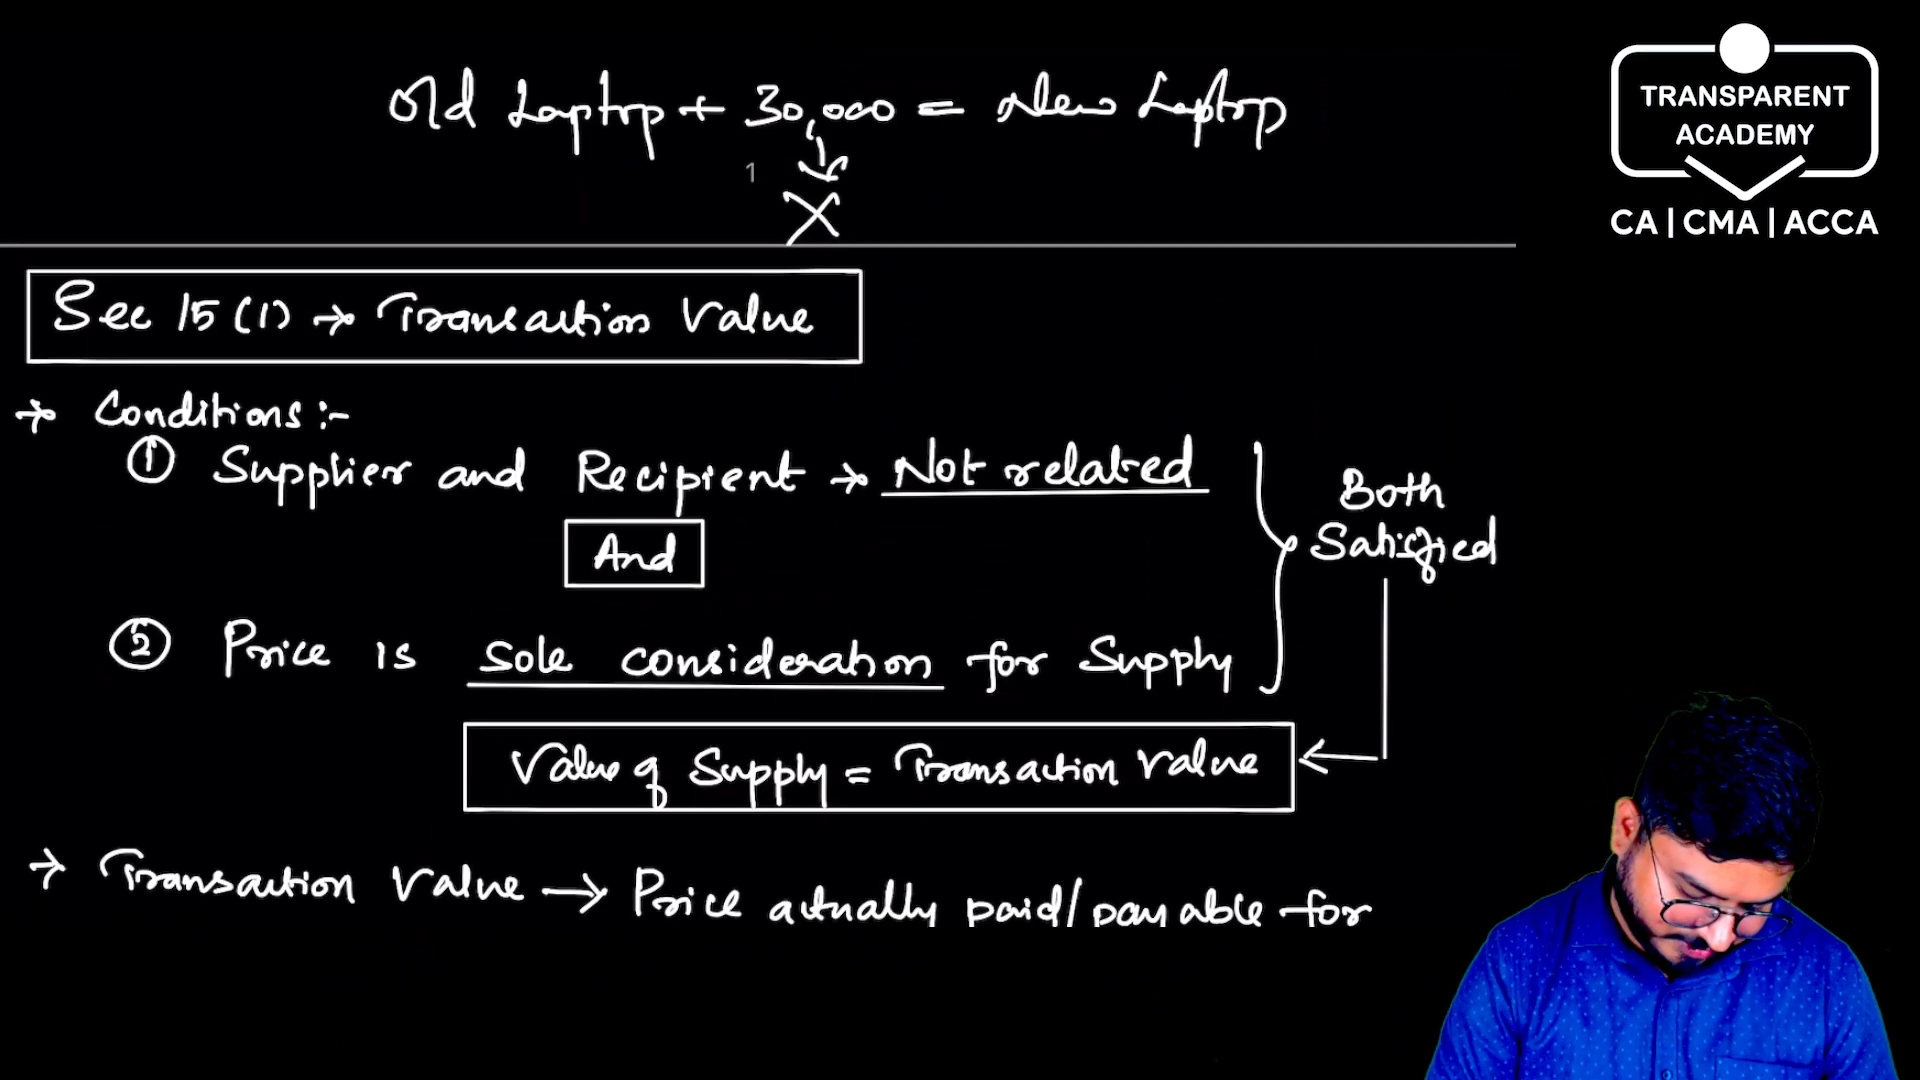 Old Laptop + 30,000 = New Laptop
1
X
TRANSPARENT
ACADEMY
CA | CMA | ACCA
Sec 15(1) → Transaction Value
→ Conditions :-
① Supplier and Recipient → Not related
And
Both
Satisfied
② Price is sole consideration for Supply
Value of Supply = Transaction Value
→ Transaction Value → Price actually paid/payable for